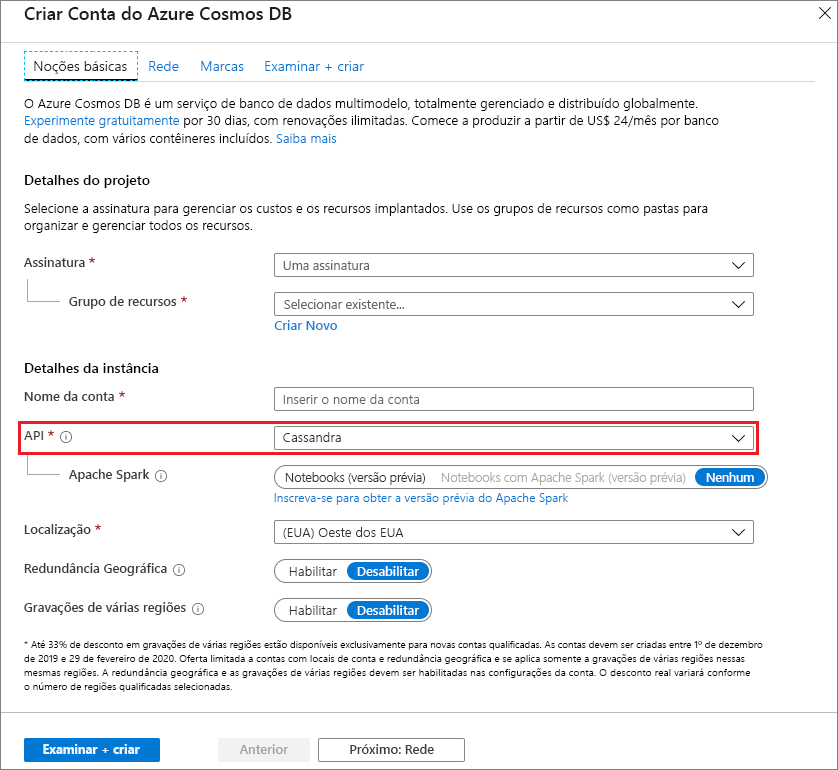 Criar Conta do Azure Cosmos DB
Noções básicas Rede Marcas Examinar + criar
O Azure Cosmos DB é um serviço de banco de dados multimodelo, totalmente gerenciado e distribuído globalmente.
Experimente gratuitamente por 30 dias, com renovações ilimitadas. Comece a produzir a partir de US$ 24/mês por banco
de dados, com vários contêineres incluídos. Saiba mais
Detalhes do projeto
Selecione a assinatura para gerenciar os custos e os recursos implantados. Use os grupos de recursos como pastas para
organizar e gerenciar todos os recursos.
Assinatura * Uma assinatura
Grupo de recursos * Selecionar existente...
Criar Novo
Detalhes da instância
Nome da conta * Inserir o nome da conta
API * Cassandra
Apache Spark Notebooks (versão prévia) Notebooks com Apache Spark (versão prévia) Nenhum
Inscreva-se para obter a versão prévia do Apache Spark
Localização * (EUA) Oeste dos EUA
Redundância Geográfica Habilitar Desabilitar
Gravações de várias regiões Habilitar Desabilitar
* Até 33% de desconto em gravações de várias regiões estão disponíveis exclusivamente para novas contas qualificadas. As contas devem ser criadas entre 1º de dezembro
de 2019 e 29 de fevereiro de 2020. Oferta limitada a contas com locais de conta e redundância geográfica e se aplica somente a gravações de várias regiões nessas
mesmas regiões. A redundância geográfica e as gravações de várias regiões devem ser habilitadas nas configurações da conta. O desconto real variará conforme
o número de regiões qualificadas selecionadas.
Examinar + criar Anterior Próximo: Rede